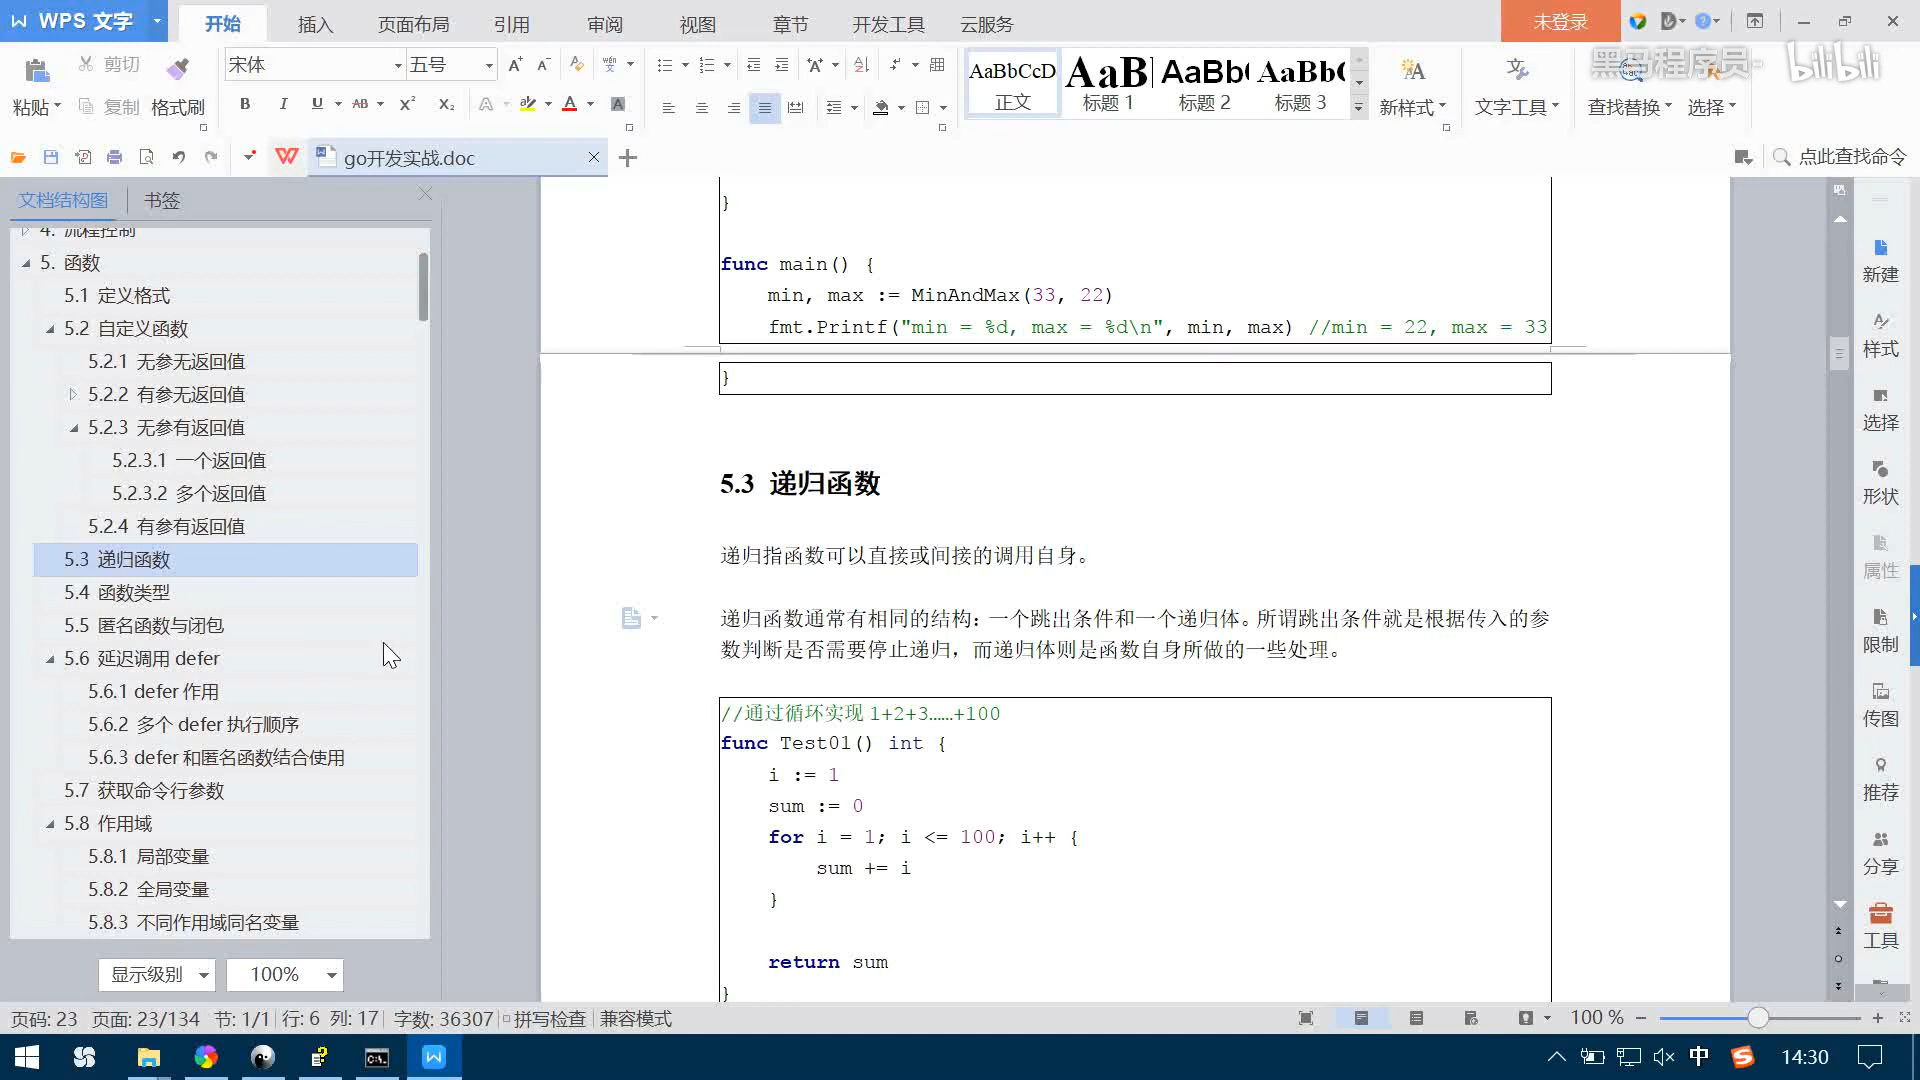 WPS 文字
开始
插入
页面布局
引用
审阅
视图
章节
开发工具
云服务
未登录
粘贴
剪切
复制
格式刷
宋体
五号
AaBbCcD
正文
AaB
标题 1
AaBb
标题 2
AaBb
标题 3
新样式
文字工具
查找替换
选择
黑马程序员
bilibili
go开发实战.doc
点此查找命令
文档结构图
书签
4. 流程控制
5. 函数
5.1 定义格式
5.2 自定义函数
5.2.1 无参无返回值
5.2.2 有参无返回值
5.2.3 无参有返回值
5.2.3.1 一个返回值
5.2.3.2 多个返回值
5.2.4 有参有返回值
5.3 递归函数
5.4 函数类型
5.5 匿名函数与闭包
5.6 延迟调用 defer
5.6.1 defer 作用
5.6.2 多个 defer 执行顺序
5.6.3 defer 和匿名函数结合使用
5.7 获取命令行参数
5.8 作用域
5.8.1 局部变量
5.8.2 全局变量
5.8.3 不同作用域同名变量
显示级别
100%
}
func main() {
min, max := MinAndMax(33, 22)
fmt.Printf("min = %d, max = %d\n", min, max) //min = 22, max = 33
}
5.3 递归函数
递归指函数可以直接或间接的调用自身。
递归函数通常有相同的结构：一个跳出条件和一个递归体。所谓跳出条件就是根据传入的参
数判断是否需要停止递归，而递归体则是函数自身所做的一些处理。
//通过循环实现 1+2+3……+100
func Test01() int {
i := 1
sum := 0
for i = 1; i <= 100; i++ {
sum += i
}
return sum
}
新建
样式
选择
形状
属性
限制
传图
推荐
分享
工具
页码: 23 页面: 23/134 节: 1/1 行: 6 列: 17 字数: 36307 拼写检查 兼容模式
100 %
中
14:30